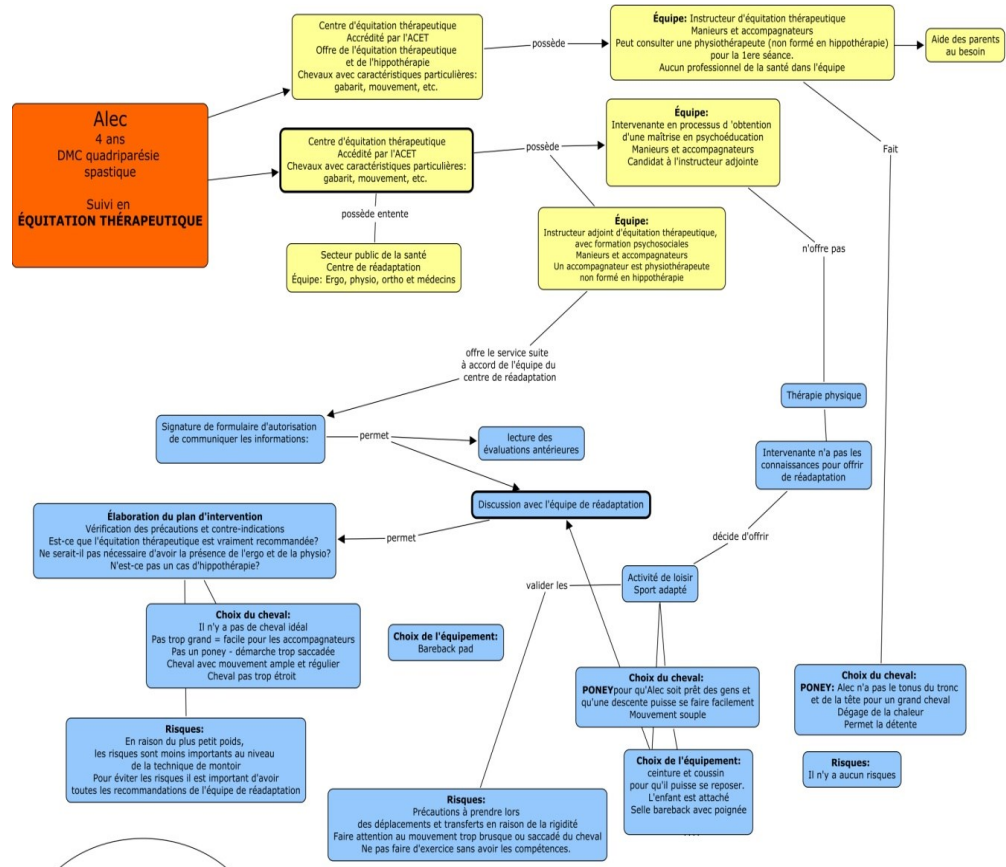 Alec
4 ans
DMC quadriparésie
spastique
Suivi en
ÉQUITATION THÉRAPEUTIQUE
Centre d'équitation thérapeutique
Accrédité par l'ACET
Offre de l'équitation thérapeutique
et de l'hippothérapie
Chevaux avec caractéristiques particulières:
gabarit, mouvement, etc.
possède
Équipe: Instructeur d'équitation thérapeutique
Manieurs et accompagnateurs
Peut consulter une physiothérapeute (non formé en hippothérapie)
pour la 1ere séance.
Aucun professionnel de la santé dans l'équipe
Aide des parents
au besoin
Centre d'équitation thérapeutique
Accédité par l'ACET
Chevaux avec caractéristiques particulières:
gabarit, mouvement, etc.
possède
Équipe:
Intervenante en processus d 'obtention
d'une maîtrise en psychoéducation
Manieurs et accompagnateurs
Candidat à l'instructeur adjointe
Fait
possède entente
Secteur public de la santé
Centre de réadaptation
Équipe: Ergo, physio, ortho et médecins
Équipe:
Instructeur adjoint d'équitation thérapeutique,
avec formation psychosociales
Manieurs et accompagnateurs
Un accompagnateur est physiothérapeute
non formé en hippothérapie
n'offre pas
offre le service suite
à accord de l'équipe du
centre de réadaptation
Thérapie physique
Signature de formulaire d'autorisation
de communiquer les informations:
permet
lecture des
évaluations antérieures
Intervenante n'a pas les
connaissances pour offrir
de réadaptation
Discussion avec l'équipe de réadaptation
permet
Élaboration du plan d'intervention
Vérification des précautions et contre-indications
Est-ce que l'équitation thérapeutique est vraiment recommandée?
Ne serait-il pas nécessaire d'avoir la présence de l'ergo et de la physio?
N'est-ce pas un cas d'hippothérapie?
décide d'offrir
valider les
Activité de loisir
Sport adapté
Choix du cheval:
Il n'y a pas de cheval idéal
Pas trop grand = facile pour les accompagnateurs
Pas un poney - démarche trop saccadée
Cheval avec mouvement ample et régulier
Cheval pas trop étroit
Choix de l'équipement:
Bareback pad
Choix du cheval:
PONEYpour qu'Alec soit prêt des gens et
qu'une descente puisse se faire facilement
Mouvement souple
Choix du cheval:
PONEY: Alec n'a pas le tonus du tronc
et de la tête pour un grand cheval
Dégage de la chaleur
Permet la détente
Risques:
En raison du plus petit poids,
les risques sont moins importants au niveau
de la technique de montoir
Pour éviter les risques il est important d'avoir
toutes les recommandations de l'équipe de réadaptation
Choix de l'équipement:
ceinture et coussin
pour qu'il puisse se reposer.
L'enfant est attaché
Selle bareback avec poignée
....
Risques:
Il n'y a aucun risques
Risques:
Précautions à prendre lors
des déplacements et transferts en raison de la rigidité
Faire attention au mouvement trop brusque ou saccadé du cheval
Ne pas faire d'exercice sans avoir les compétences.